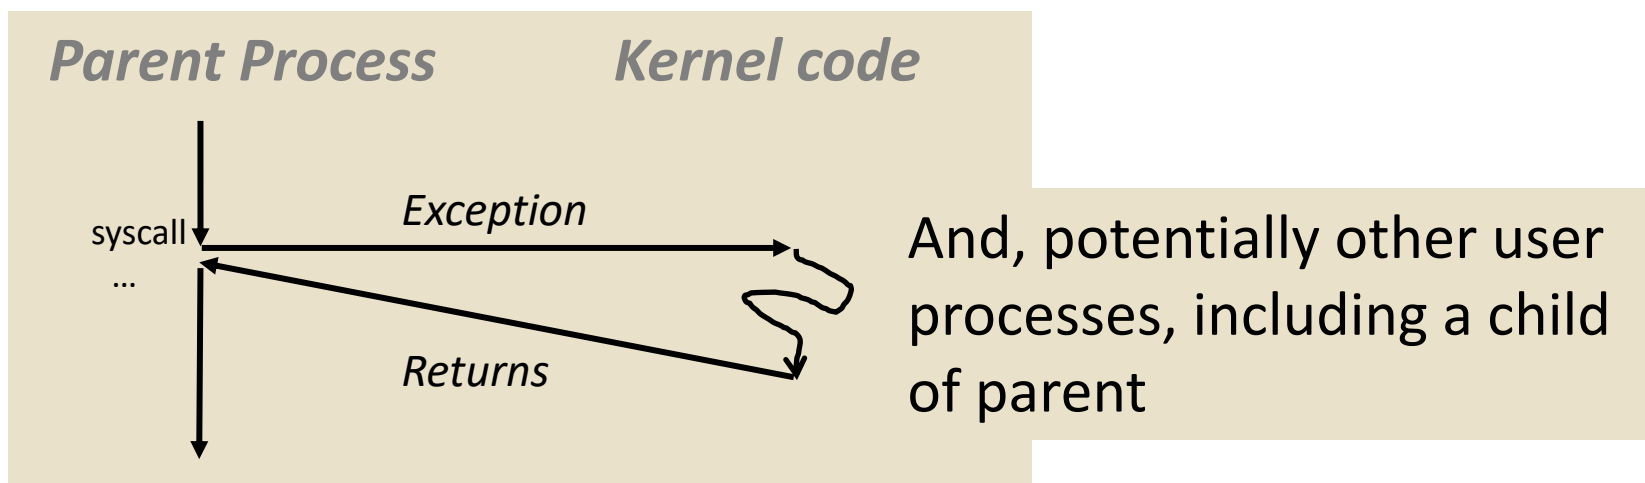 Parent Process
Kernel code
Exception
syscall
...
Returns
And, potentially other user
processes, including a child
of parent